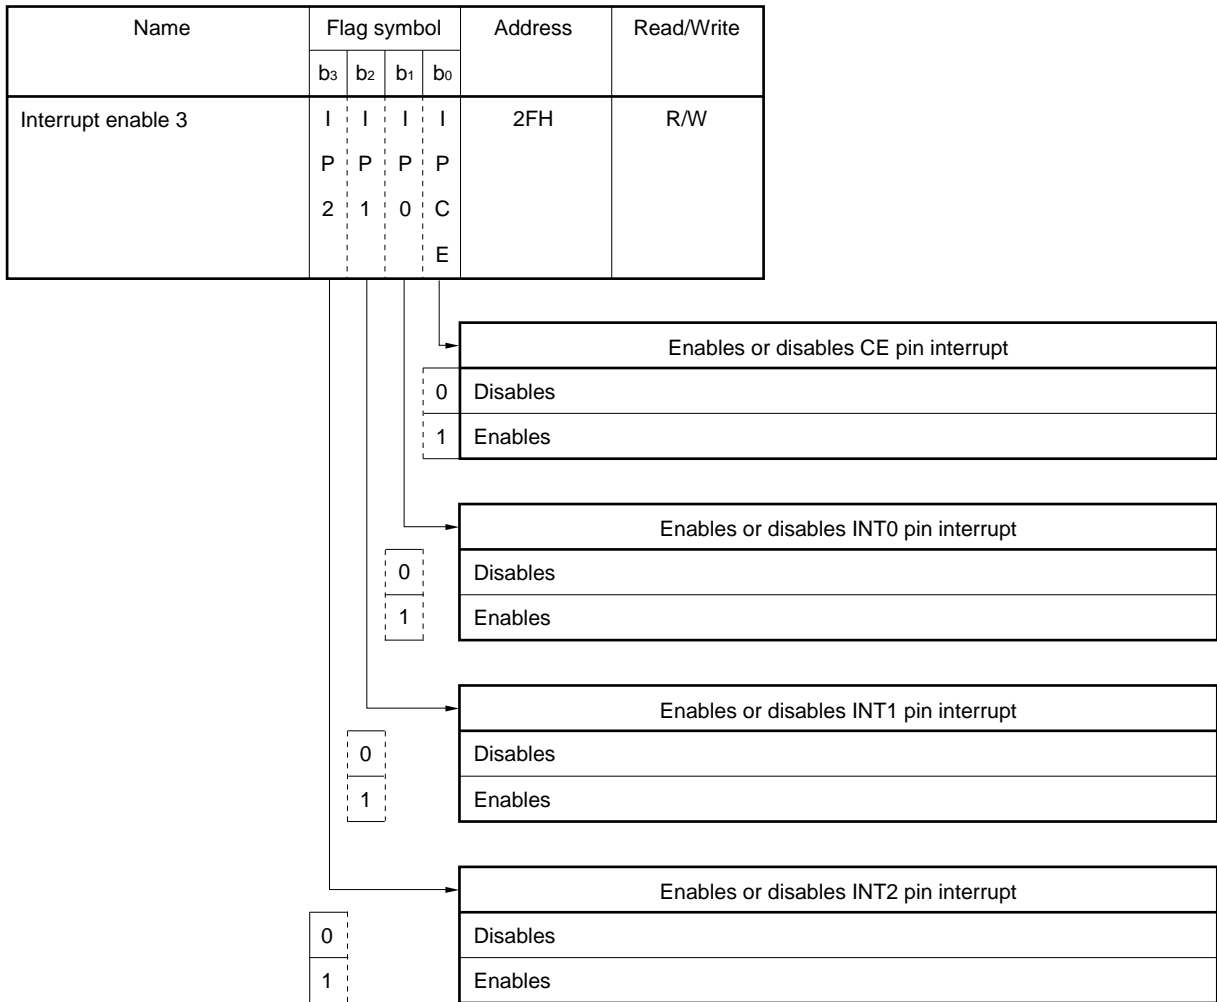 Name Flag symbol Address Read/Write
b3 b2 b1 b0
Interrupt enable 3 I I I I 2FH R/W
P P P P
2 1 0 C
E
Enables or disables CE pin interrupt
0 Disables
1 Enables
Enables or disables INT0 pin interrupt
0 Disables
1 Enables
Enables or disables INT1 pin interrupt
0 Disables
1 Enables
Enables or disables INT2 pin interrupt
0 Disables
1 Enables